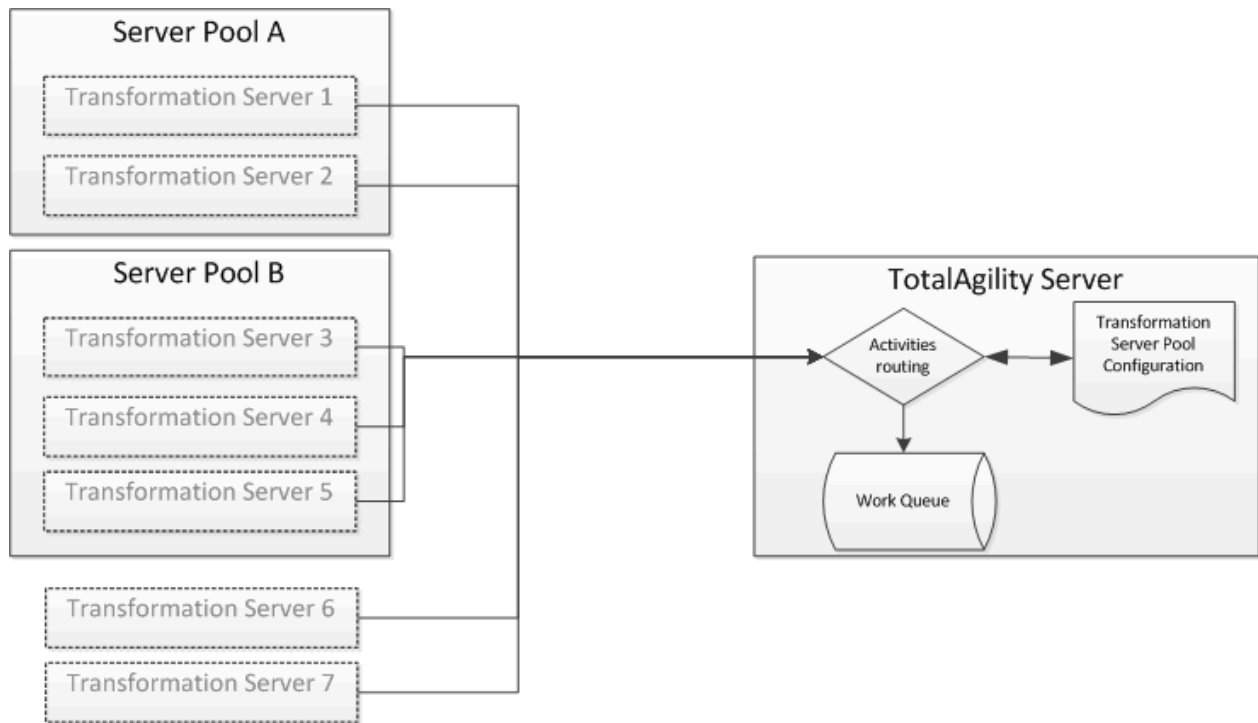 Server Pool A
Transformation Server 1
Transformation Server 2
Server Pool B
Transformation Server 3
Transformation Server 4
Transformation Server 5
Transformation Server 6
Transformation Server 7
TotalAgility Server
Activities
routing
Transformation
Server Pool
Configuration
Work Queue